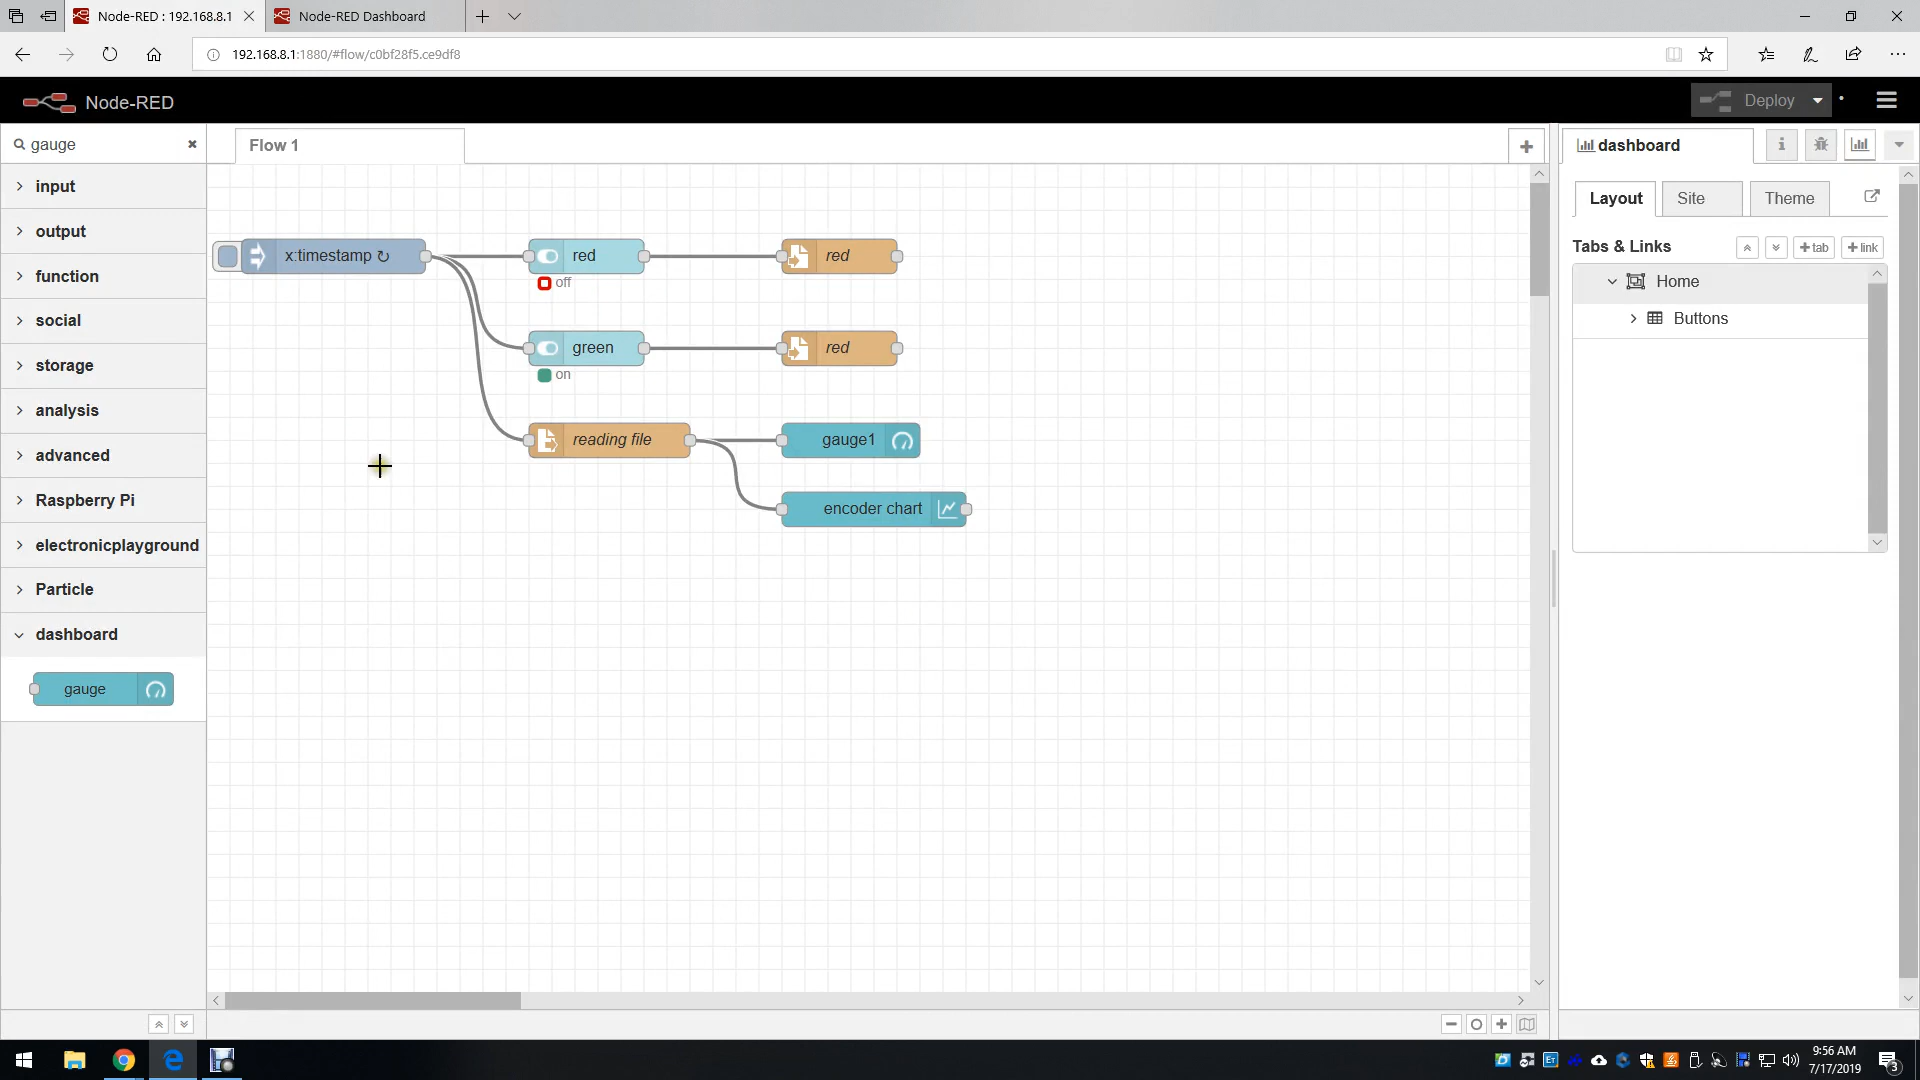 Node-RED : 192.168.8.1
Node-RED Dashboard
192.168.8.1:1880/#flow/c0bf28f5.ce9df8
Node-RED
Deploy
gauge
Flow 1
dashboard
input
output
function
social
storage
analysis
advanced
Raspberry Pi
electronicplayground
Particle
dashboard
gauge
x:timestamp ↻
red
off
red
green
on
red
reading file
gauge1
encoder chart
Layout
Site
Theme
Tabs & Links
+ tab
+ link
Home
Buttons
9:56 AM
7/17/2019
3